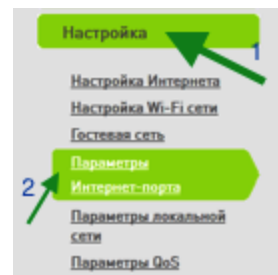 Настройка
1
Настройка Интернета
Настройка Wi-Fi сети
Гостевая сеть
Параметры
2 Интернет-порта
Параметры локальной
сети
Параметры QoS